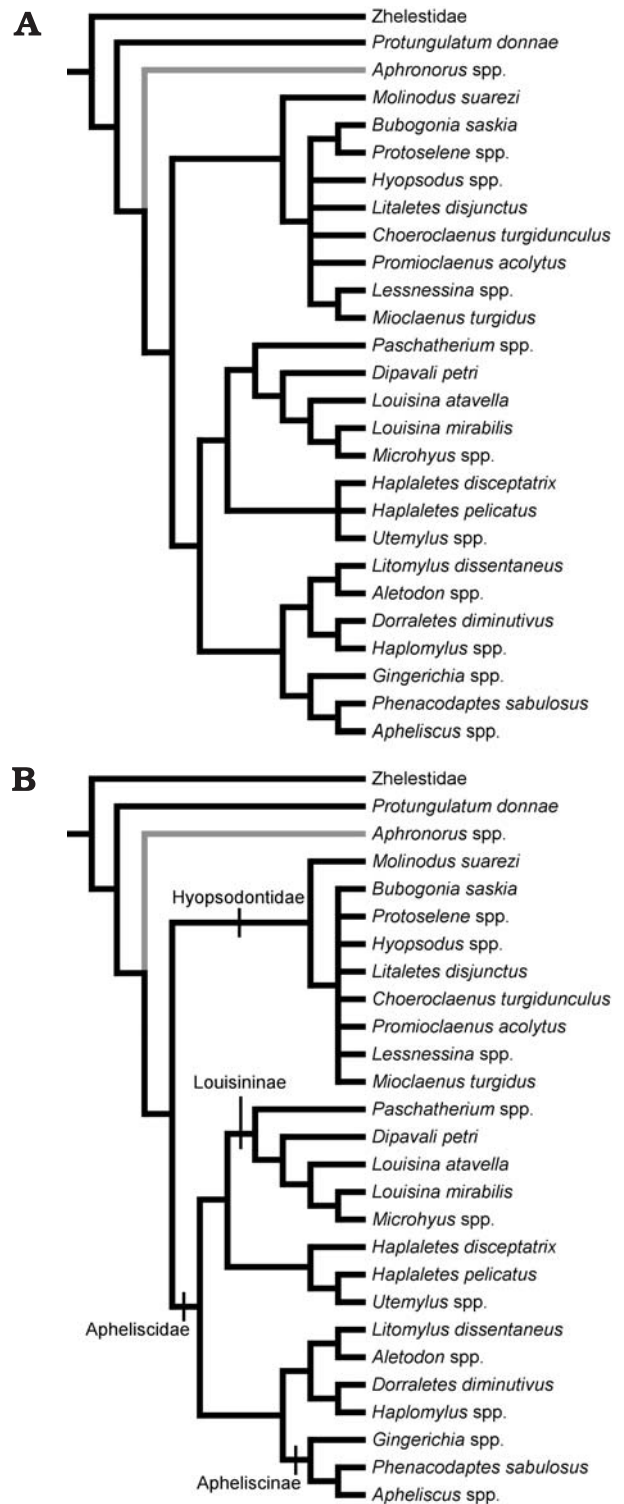 A
Zhelestidae
Protungulatum donnae
Aphronorus spp.
Molinodus suarezi
Bubogonia saskia
Protoselene spp.
Hyopsodus spp.
Litaletes disjunctus
Choeroclaenus turgidunculus
Promioclaenus acolytus
Lessnessina spp.
Mioclaenus turgidus
Paschatherium spp.
Dipavali petri
Louisina atavella
Louisina mirabilis
Microhyus spp.
Haplaletes disceptatrix
Haplaletes pelicatus
Utemylus spp.
Litomylus dissentaneus
Aletodon spp.
Dorraletes diminutivus
Haplomylus spp.
Gingerichia spp.
Phenacodaptes sabulosus
Apheliscus spp.
B
Zhelestidae
Protungulatum donnae
Aphronorus spp.
Molinodus suarezi
Hyopsodontidae
Bubogonia saskia
Protoselene spp.
Hyopsodus spp.
Litaletes disjunctus
Choeroclaenus turgidunculus
Promioclaenus acolytus
Lessnessina spp.
Mioclaenus turgidus
Louisininae
Paschatherium spp.
Dipavali petri
Louisina atavella
Louisina mirabilis
Microhyus spp.
Haplaletes disceptatrix
Haplaletes pelicatus
Utemylus spp.
Apheliscidae
Litomylus dissentaneus
Aletodon spp.
Dorraletes diminutivus
Haplomylus spp.
Gingerichia spp.
Apheliscinae
Phenacodaptes sabulosus
Apheliscus spp.